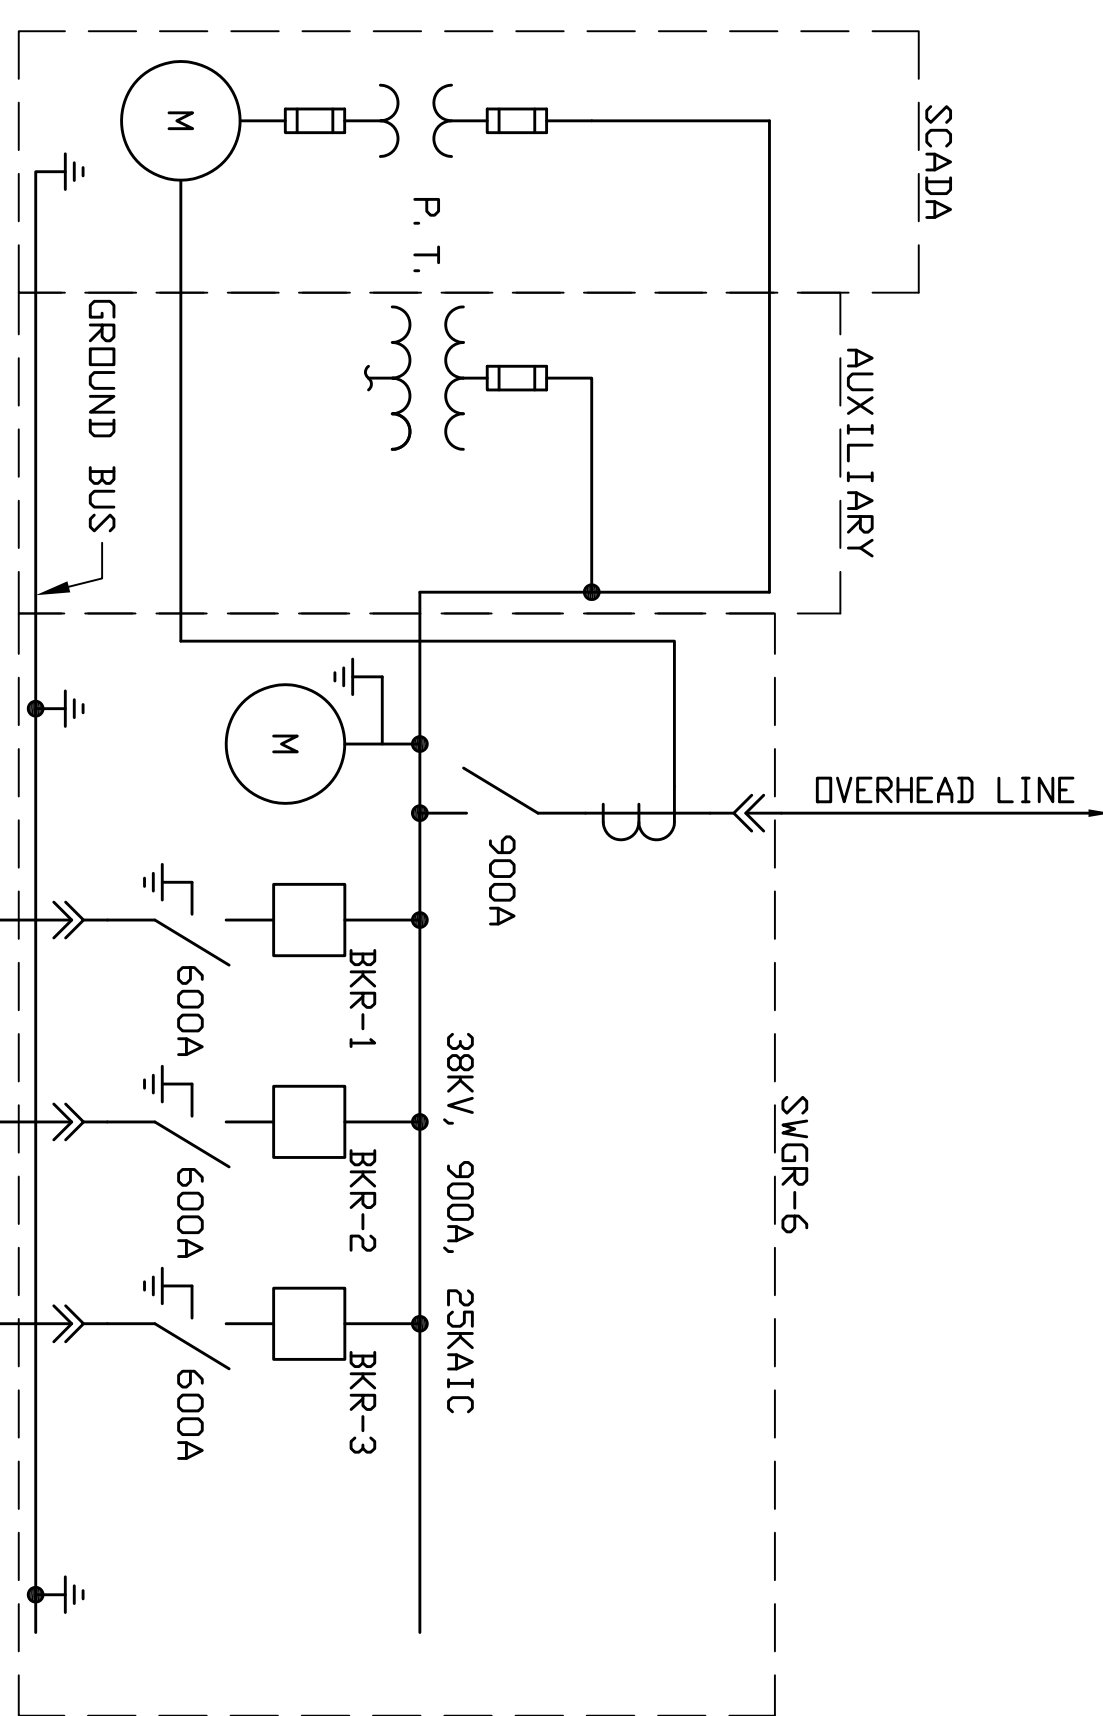 SCADA
AUXILIARY
SWGR-6
OVERHEAD LINE
M
P. T.
GROUND BUS
M
900A
38KV, 900A, 25KAIC
BKR-1
BKR-2
BKR-3
600A
600A
600A